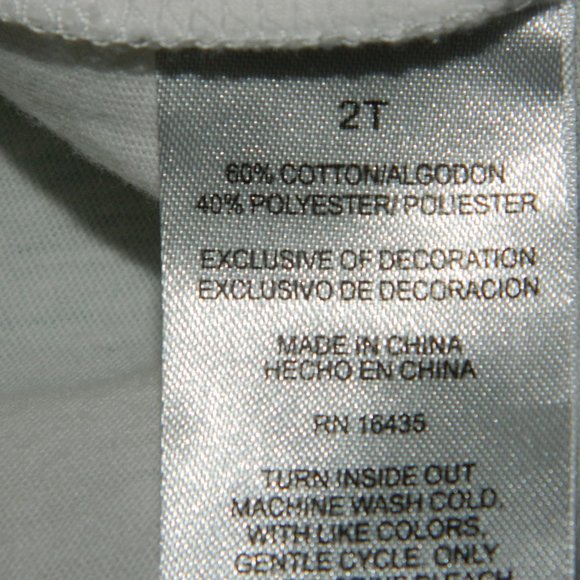 2T
60% COTTON/ALGODON
40% POLYESTER/ POLIESTER
EXCLUSIVE OF DECORATION
EXCLUSIVO DE DECORACION
MADE IN CHINA
HECHO EN CHINA
RN 16435
TURN INSIDE OUT
MACHINE WASH COLD,
WITH LIKE COLORS,
GENTLE CYCLE. ONLY